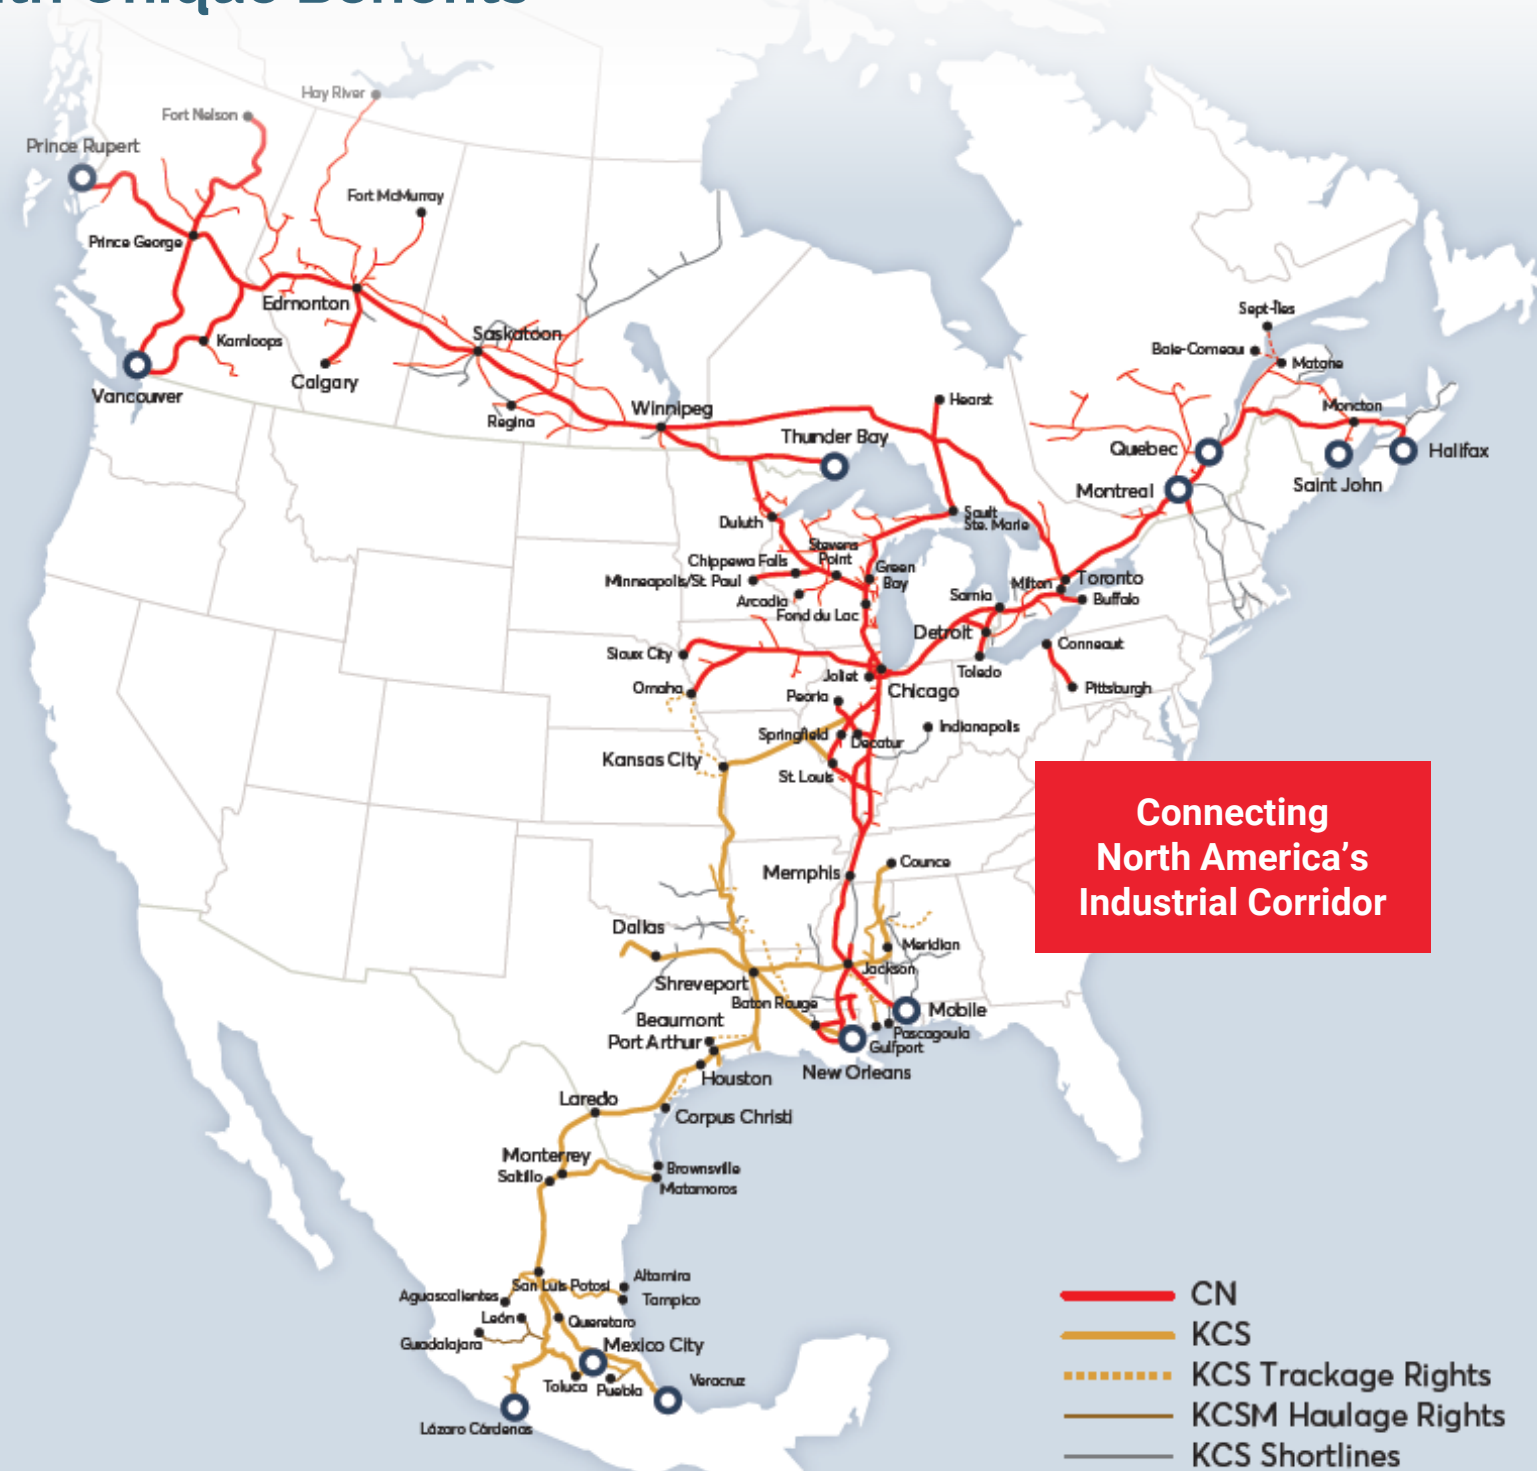 Unique Benefits
Hay River
Fort Nelson
Prince Rupert
Fort McMurray
Prince George
Edmonton
Sept-Îles
Saskatoon
Kamloops
Baie-Comeau
Matane
Calgary
Vancouver
Hearst
Winnipeg
Moncton
Regina
Thunder Bay
Quebec
Halifax
Montreal
Saint John
Duluth
Sault
Ste. Marie
Stevens
Point
Chippewa Falls
Green
Bay
Minneapolis/St. Paul
Milton
Toronto
Arcadia
Sarnia
Buffalo
Fond du Lac
Detroit
Conneaut
Sioux City
Toledo
Joliet
Omaha
Chicago
Pittsburgh
Peoria
Indianapolis
Springfield
Decatur
Kansas City
St. Louis
Connecting
North America’s
Industrial Corridor
Counce
Memphis
Dallas
Meridian
Jackson
Shreveport
Baton Rouge
Mobile
Beaumont
Pascagoula
Port Arthur
Gulfport
New Orleans
Houston
Laredo
Corpus Christi
Monterrey
Brownsville
Saltillo
Matamoros
Altamira
San Luis Potosí
Aguascalientes
Tampico
León
Queretaro
Guadalajara
Mexico City
Veracruz
Toluca
Puebla
Lázaro Cárdenas
CN
KCS
KCS Trackage Rights
KCSM Haulage Rights
KCS Shortlines